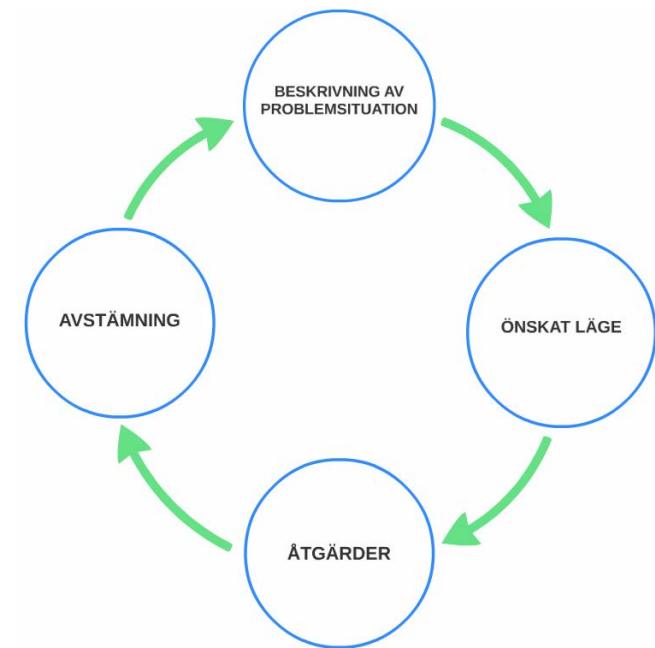 BESKRIVNING AV
PROBLEMSITUATION
ÖNSKAT LÄGE
ÅTGÄRDER
AVSTÄMNING